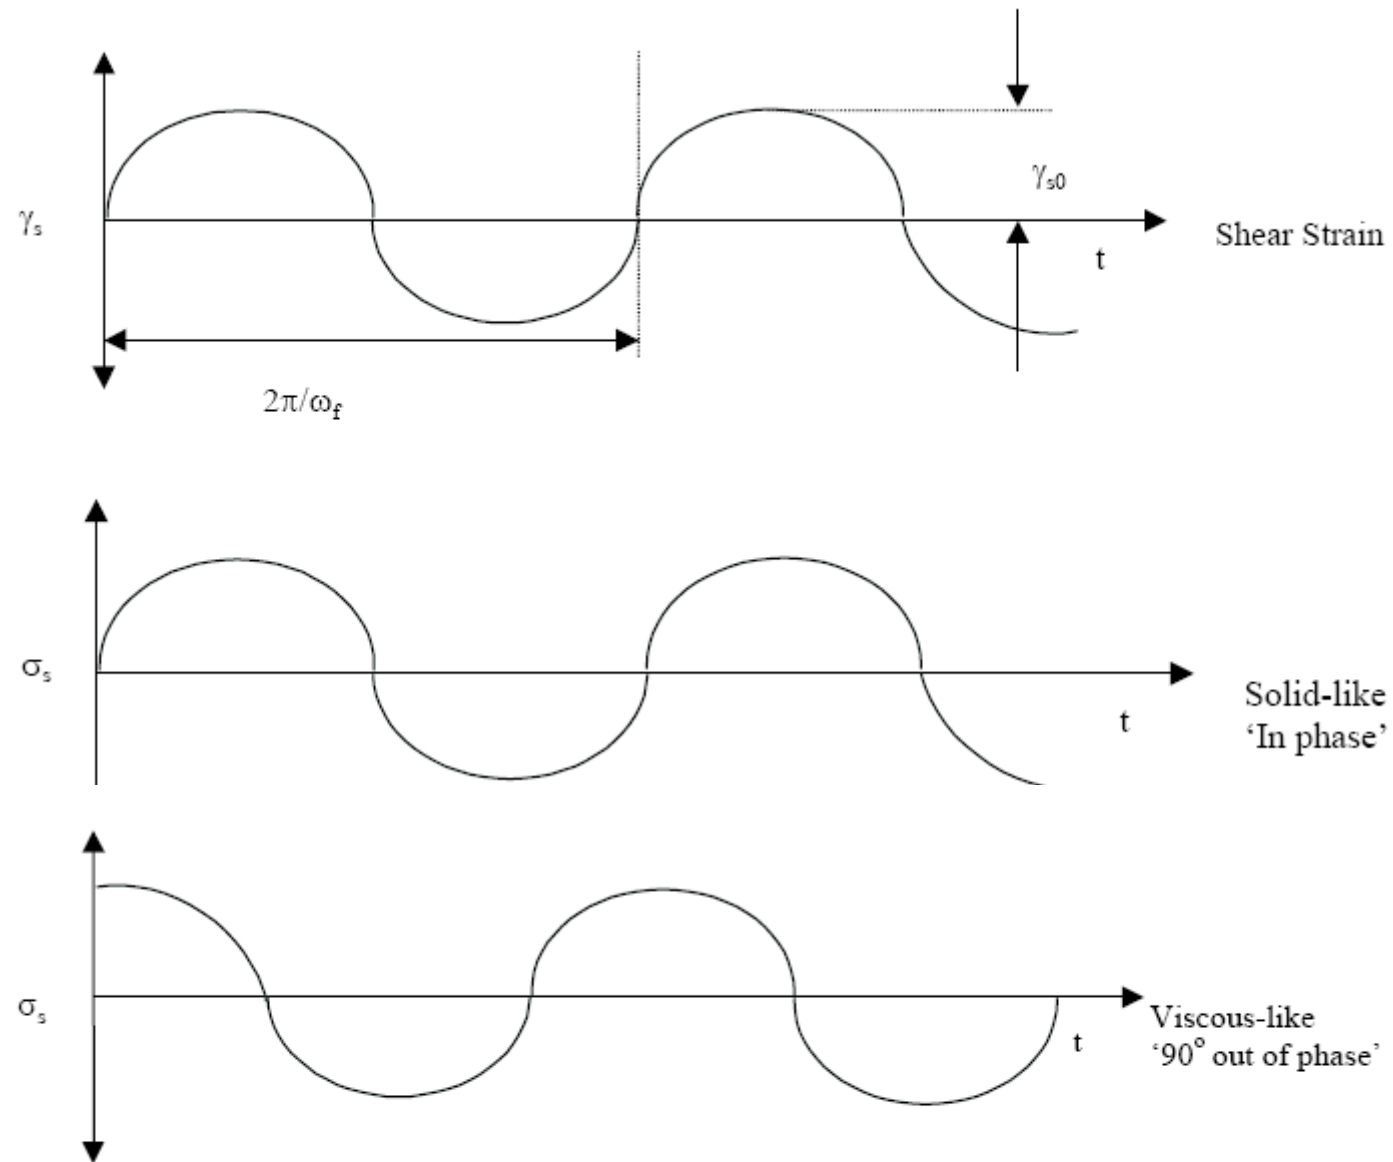 γs0
γs
Shear Strain
t
2π/ωf
σs
Solid-like
t
‘In phase’
σs
Viscous-like
t
‘90° out of phase’